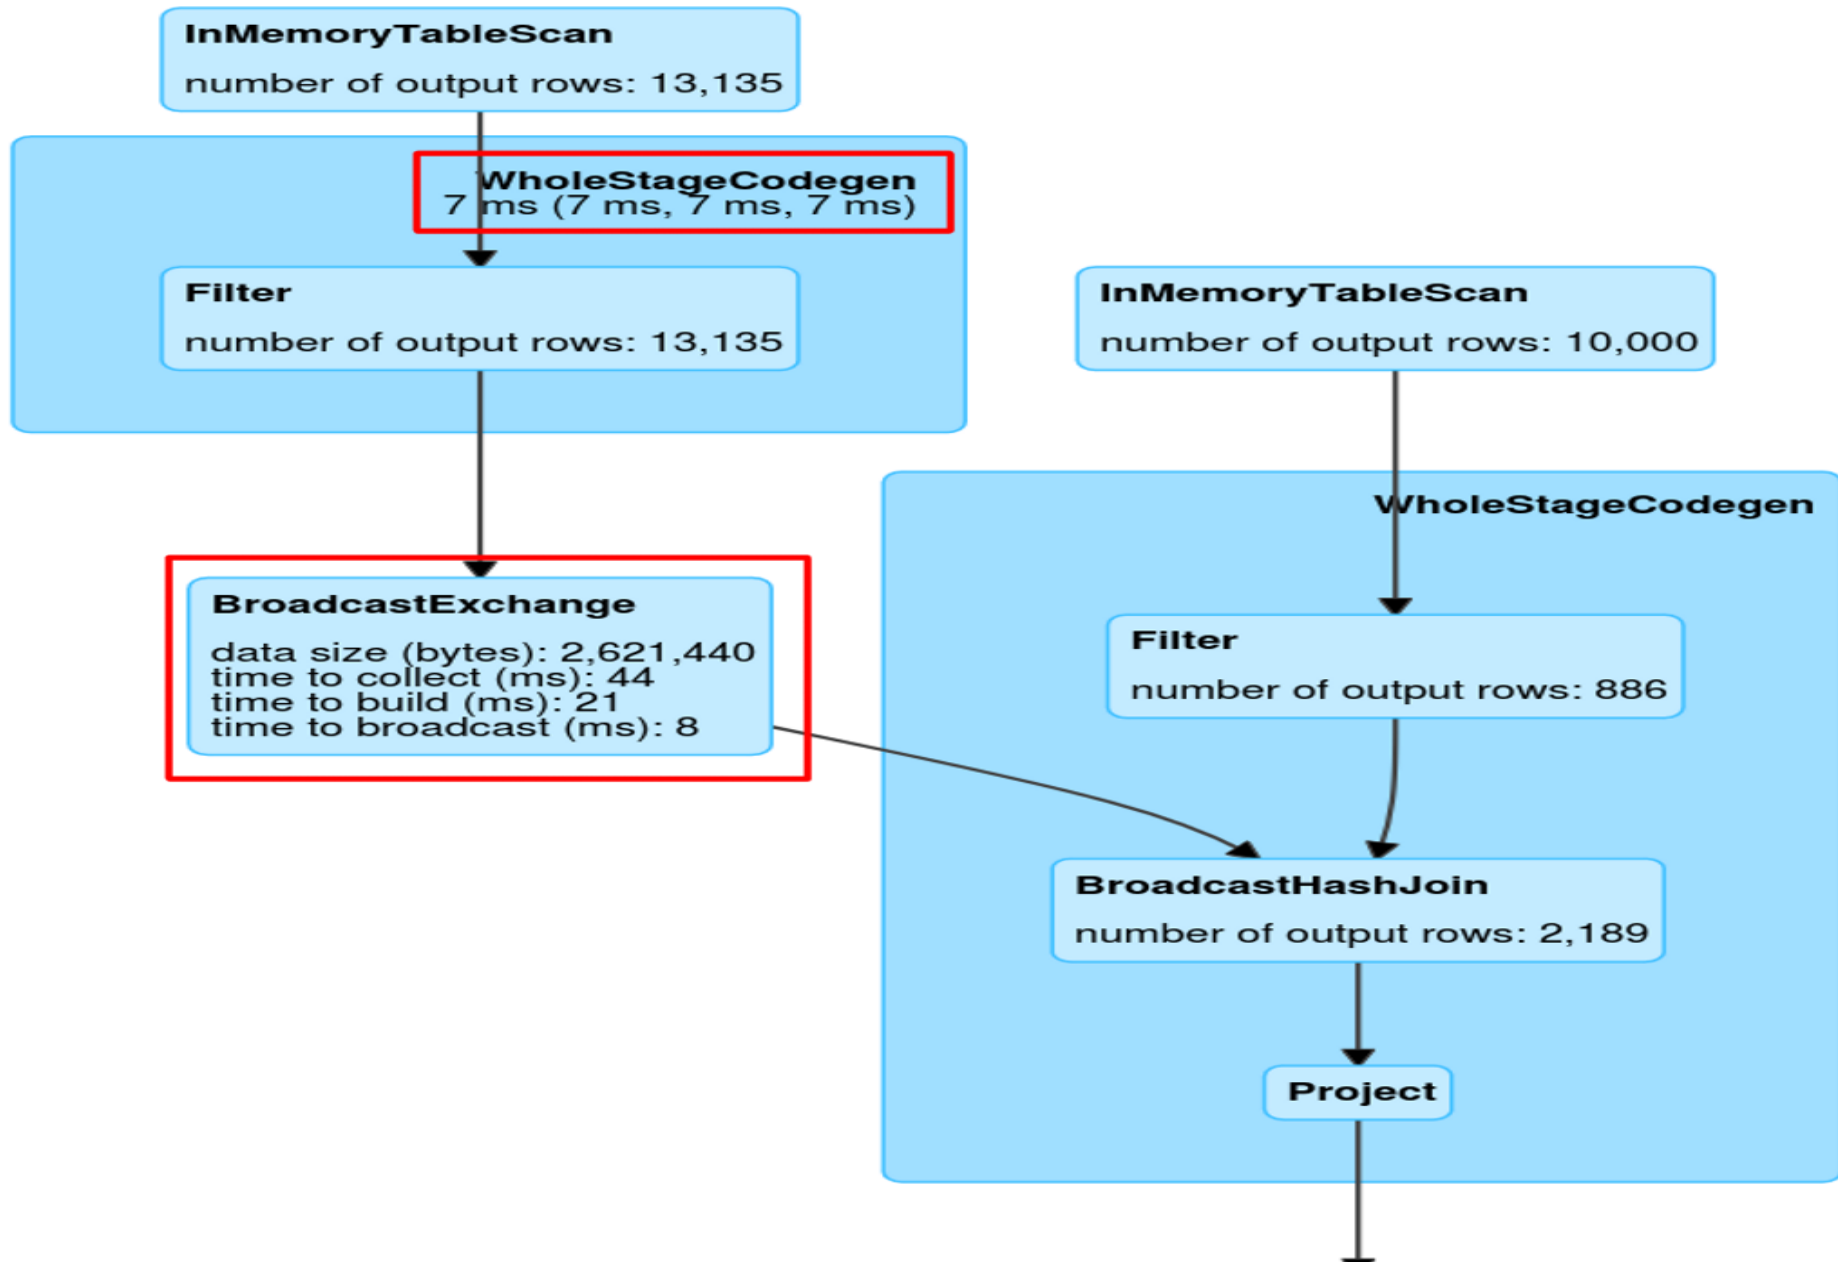 InMemoryTableScan
number of output rows: 13,135
WholeStageCodegen
7 ms (7 ms, 7 ms, 7 ms)
Filter
number of output rows: 13,135
InMemoryTableScan
number of output rows: 10,000
WholeStageCodegen
BroadcastExchange
data size (bytes): 2,621,440
time to collect (ms): 44
time to build (ms): 21
time to broadcast (ms): 8
Filter
number of output rows: 886
BroadcastHashJoin
number of output rows: 2,189
Project